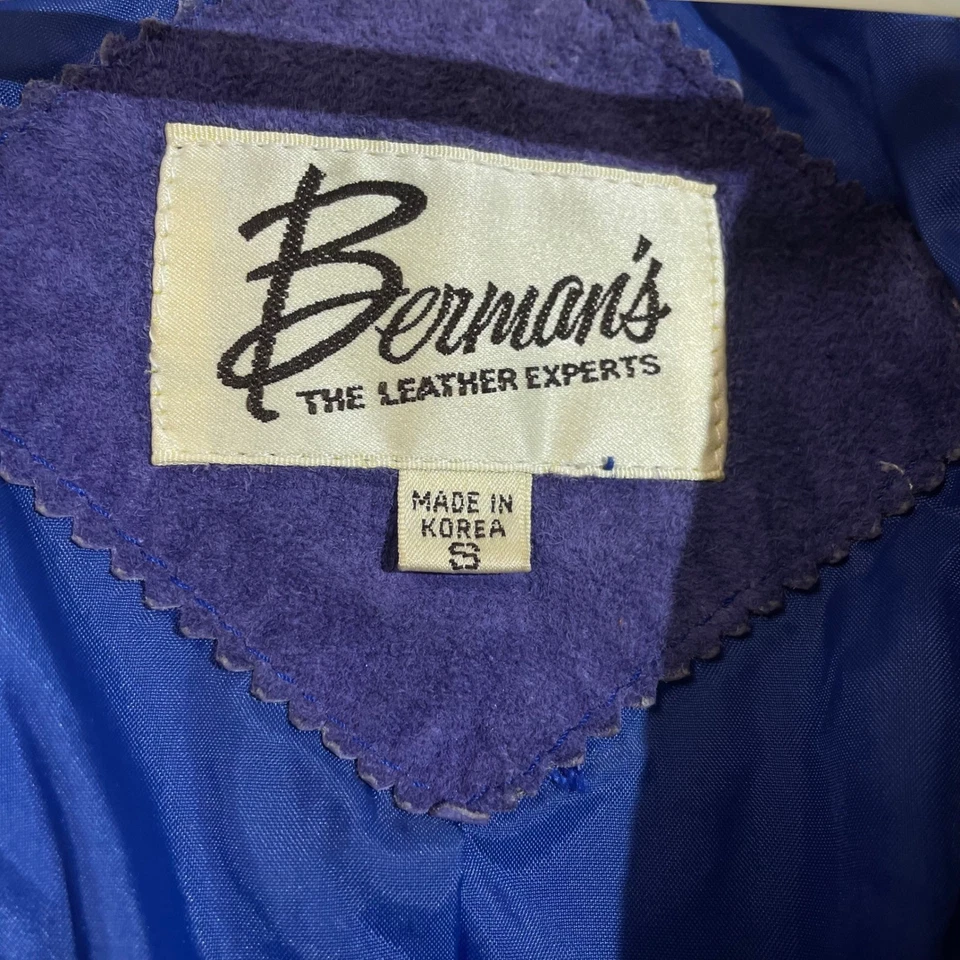 Berman's
THE LEATHER EXPERTS
MADE IN
KOREA
S